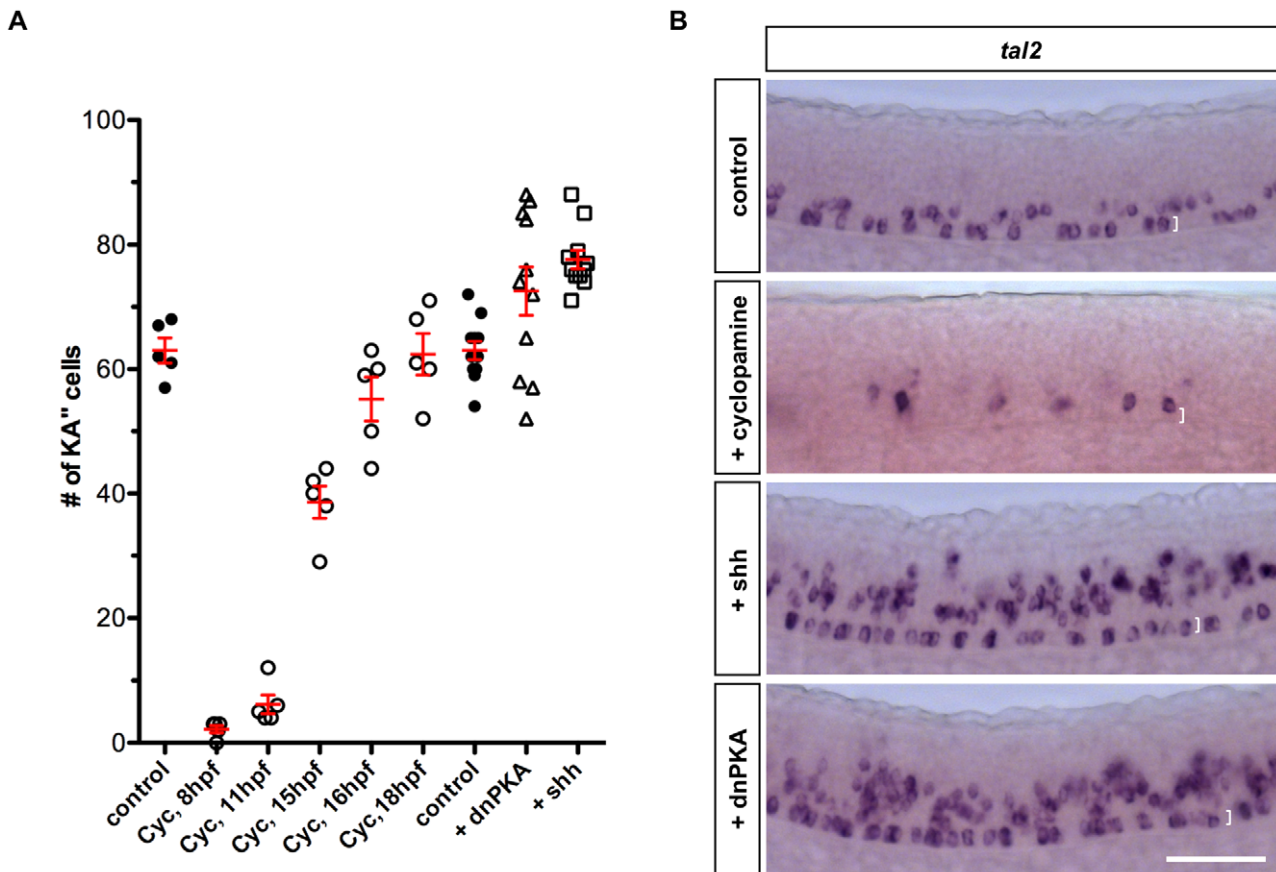 A
B
tal2
100
80
60
40
20
0
# of KA" cells
control
Cyc, 8hpf
Cyc, 11hpf
Cyc, 15hpf
Cyc, 16hpf
Cyc, 18hpf
control
+ dnPKA
+ shh
control
+ cyclopamine
+ shh
+ dnPKA